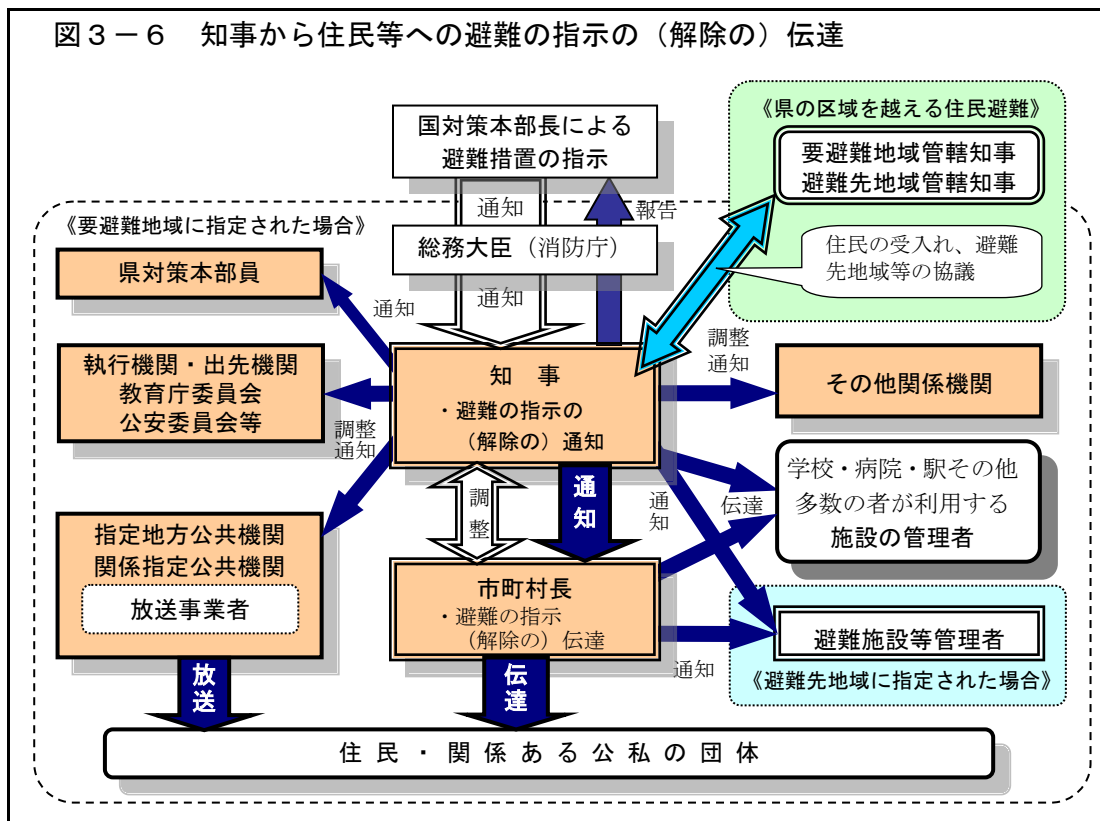 図３－６　知事から住民等への避難の指示の（解除の）伝達
国対策本部長による
避難措置の指示
《県の区域を越える住民避難》
要避難地域管轄知事
避難先地域管轄知事
住民の受入れ、避難
先地域等の協議
通知
報告
《要避難地域に指定された場合》
総務大臣（消防庁）
通知
県対策本部員
通知
執行機関・出先機関
教育庁委員会
公安委員会等
知　事
・避難の指示の
（解除の）通知
調整
通知
その他関係機関
調整
通知
調整
通知
通知
伝達
学校・病院・駅その他
多数の者が利用する
施設の管理者
指定地方公共機関
関係指定公共機関
放送事業者
市町村長
・避難の指示
（解除の）伝達
通知
避難施設等管理者
《避難先地域に指定された場合》
放送
伝達
住 民 ・ 関 係 あ る 公 私 の 団 体